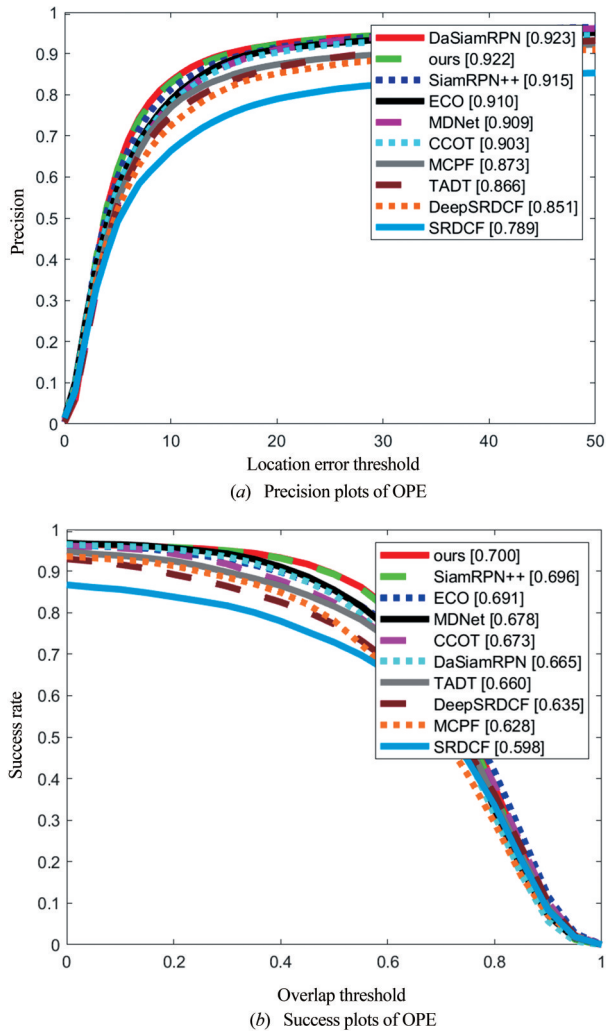 1
0.9
0.8
0.7
0.6
0.5
0.4
0.3
0.2
0.1
0
Precision
DaSiamRPN [0.923]
ours [0.922]
SiamRPN++ [0.915]
ECO [0.910]
MDNet [0.909]
CCOT [0.903]
MCPF [0.873]
TADT [0.866]
DeepSRDCF [0.851]
SRDCF [0.789]
0 10 20 30 40 50
Location error threshold
(a) Precision plots of OPE
1
0.9
0.8
0.7
0.6
0.5
0.4
0.3
0.2
0.1
0
Success rate
ours [0.700]
SiamRPN++ [0.696]
ECO [0.691]
MDNet [0.678]
CCOT [0.673]
DaSiamRPN [0.665]
TADT [0.660]
DeepSRDCF [0.635]
MCPF [0.628]
SRDCF [0.598]
0 0.2 0.4 0.6 0.8 1
Overlap threshold
(b) Success plots of OPE